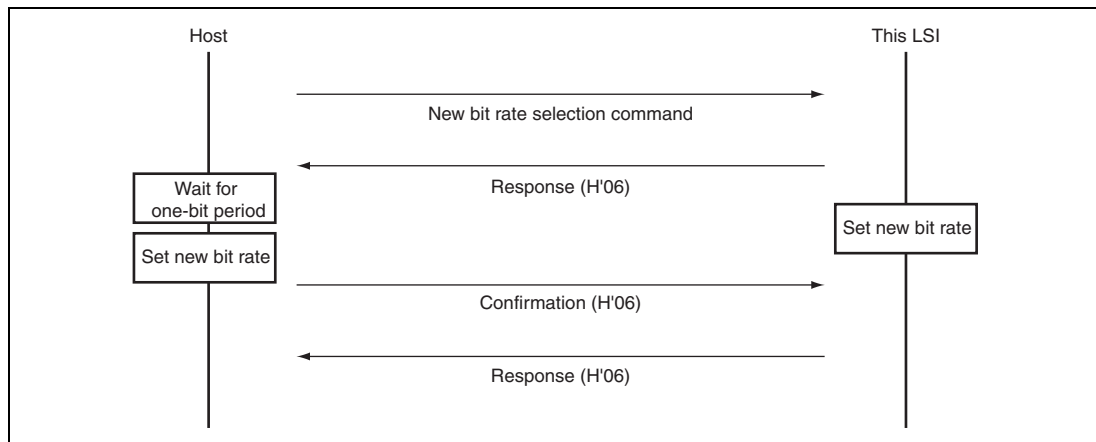 Host
This LSI
New bit rate selection command
Response (H'06)
Wait for
one-bit period
Set new bit rate
Set new bit rate
Confirmation (H'06)
Response (H'06)